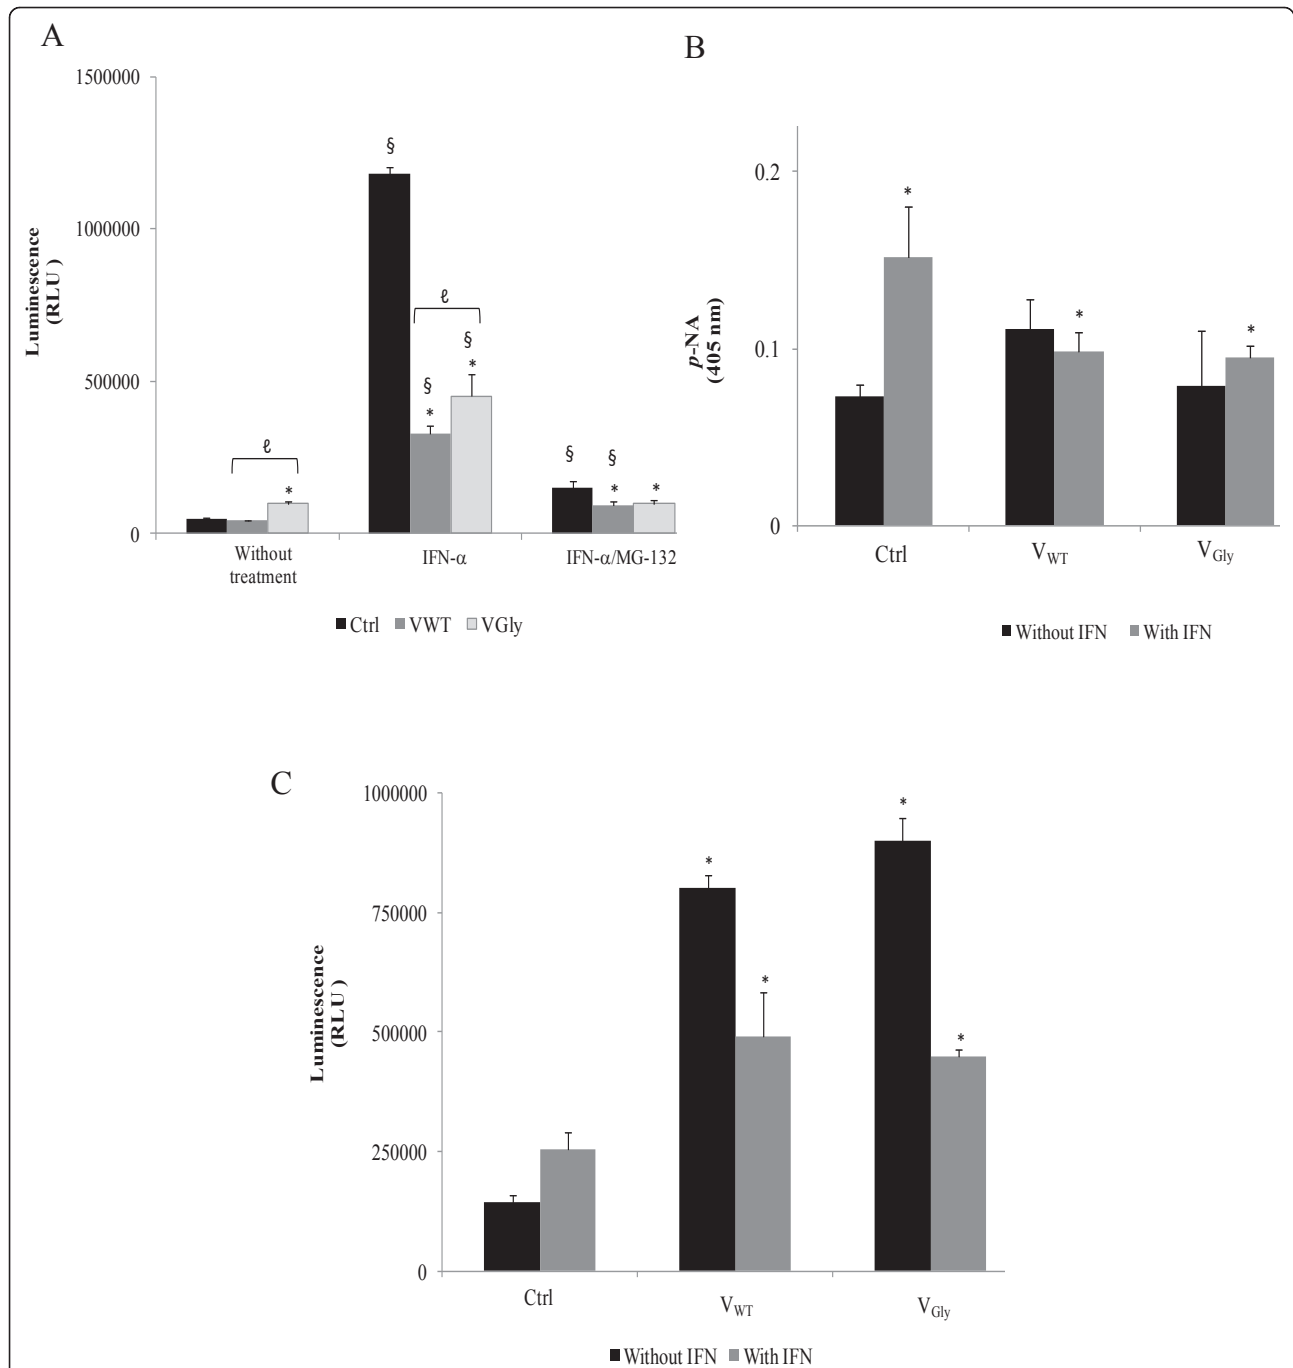 A
1500000
1000000
500000
0
Luminescence
(RLU )
§
ℓ
§
§
*
*
ℓ
*
§
§
*
*
Without
treatment
IFN-α
IFN-α/MG-132
Ctrl VWT VGly
B
0.2
0.1
0
p-NA
(405 nm)
*
*
*
Ctrl
VWT
VGly
Without IFN With IFN
C
1000000
750000
500000
250000
0
Luminescence
(RLU )
*
*
*
*
Ctrl
VWT
VGly
Without IFN With IFN